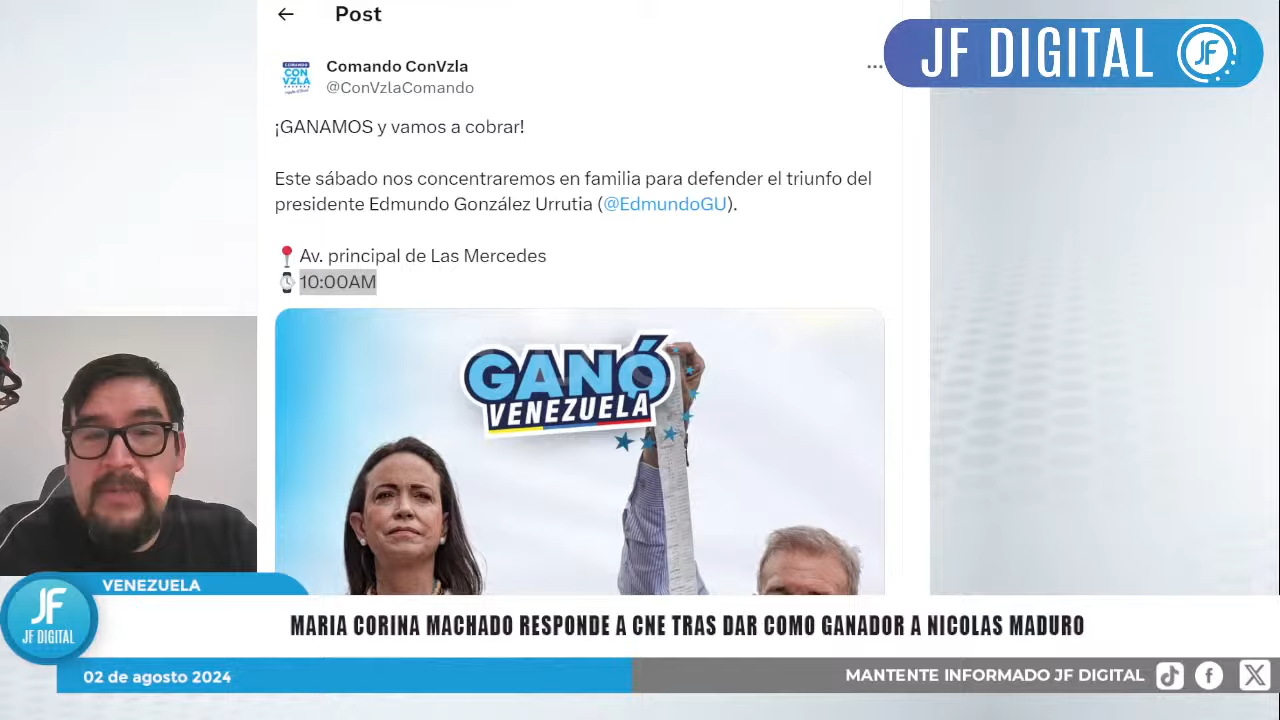 Post
JF DIGITAL
JF
CON
VZLA
Comando ConVzla
@ConVzlaComando
¡GANAMOS y vamos a cobrar!
Este sábado nos concentraremos en familia para defender el triunfo del
presidente Edmundo González Urrutia (@EdmundoGU).
Av. principal de Las Mercedes
10:00AM
GANÓ
VENEZUELA
VENEZUELA
JF
JF DIGITAL
MARIA CORINA MACHADO RESPONDE A CNE TRAS DAR COMO GANADOR A NICOLAS MADURO
02 de agosto 2024
MANTENTE INFORMADO JF DIGITAL